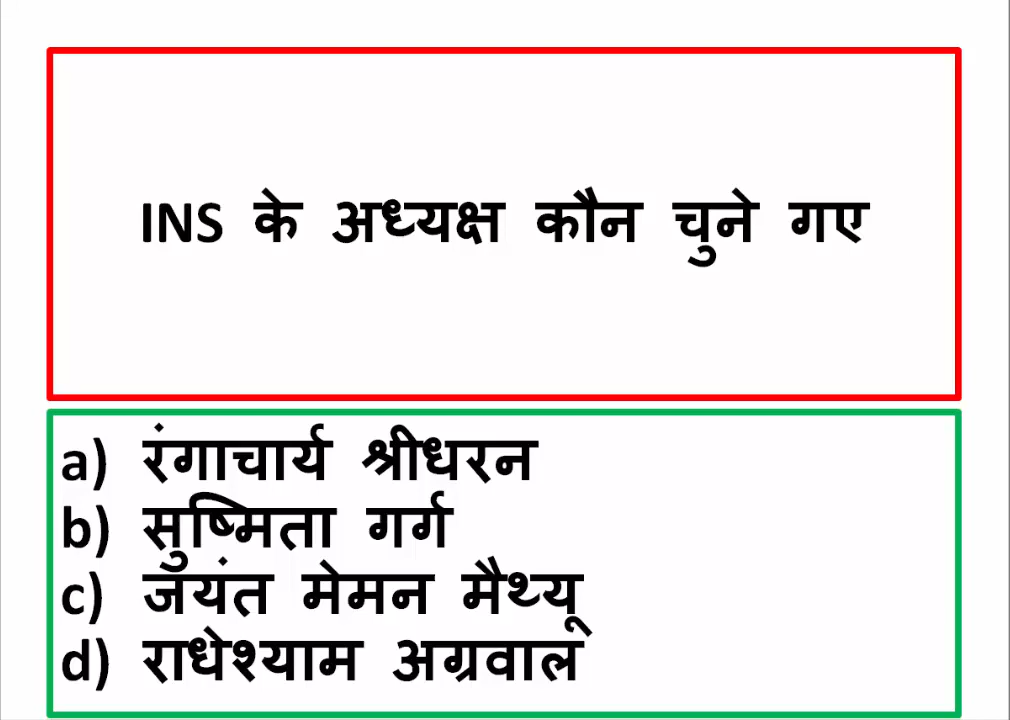 INS के अध्यक्ष कौन चुने गए
a) रंगाचार्य श्रीधरन
b) सुष्मिता गर्ग
c) जयंत मेमन मैथ्यू
d) राधेश्याम अग्रवाल